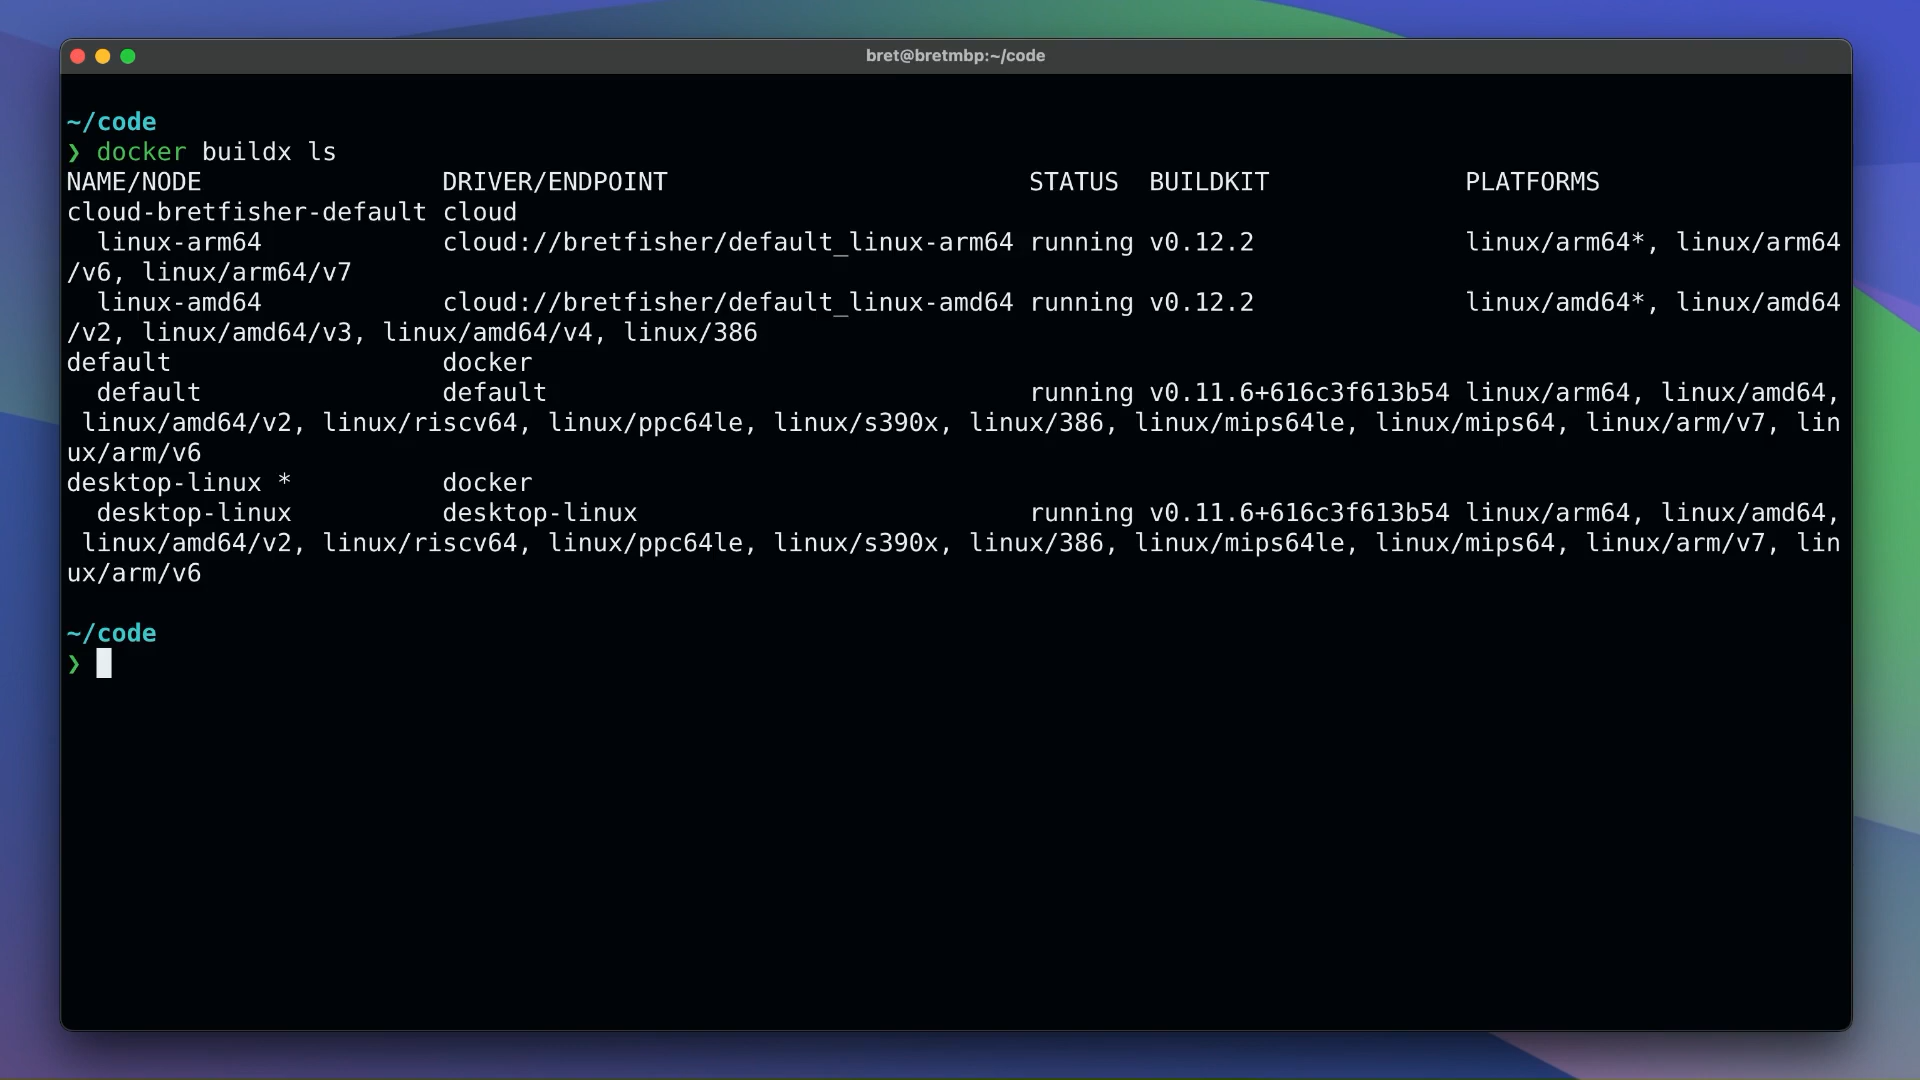 bret@bretmbp:~/code
~/code
❯ docker buildx ls
NAME/NODE                DRIVER/ENDPOINT                        STATUS  BUILDKIT             PLATFORMS
cloud-bretfisher-default cloud
  linux-arm64            cloud://bretfisher/default_linux-arm64 running v0.12.2              linux/arm64*, linux/arm64
/v6, linux/arm64/v7
  linux-amd64            cloud://bretfisher/default_linux-amd64 running v0.12.2              linux/amd64*, linux/amd64
/v2, linux/amd64/v3, linux/amd64/v4, linux/386
default                  docker
  default                default                                running v0.11.6+616c3f613b54 linux/arm64, linux/amd64,
 linux/amd64/v2, linux/riscv64, linux/ppc64le, linux/s390x, linux/386, linux/mips64le, linux/mips64, linux/arm/v7, lin
ux/arm/v6
desktop-linux *          docker
  desktop-linux          desktop-linux                          running v0.11.6+616c3f613b54 linux/arm64, linux/amd64,
 linux/amd64/v2, linux/riscv64, linux/ppc64le, linux/s390x, linux/386, linux/mips64le, linux/mips64, linux/arm/v7, lin
ux/arm/v6
~/code
❯